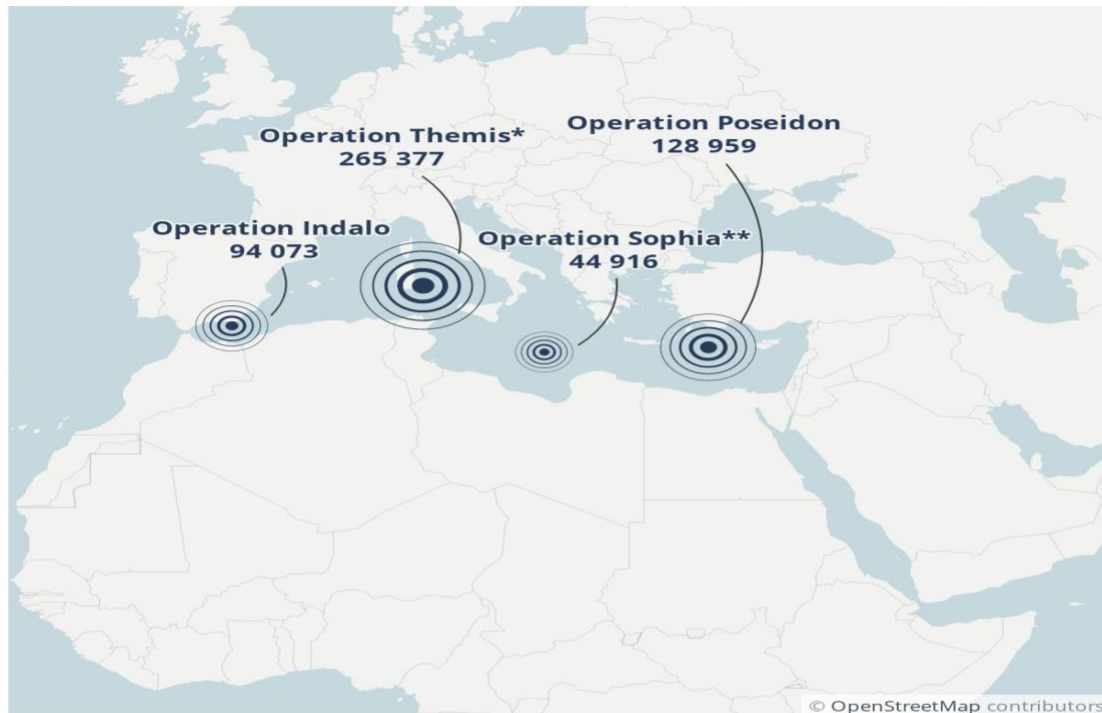 Operation Themis*
265 377
Operation Poseidon
128 959
Operation Indalo
94 073
Operation Sophia**
44 916
© OpenStreetMap contributors